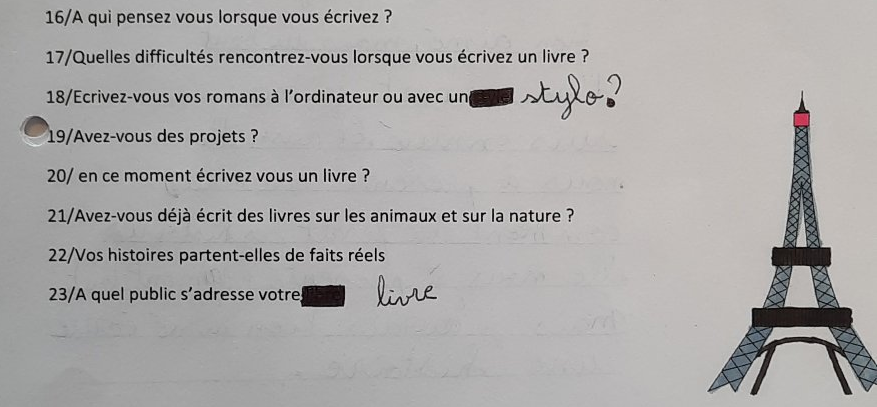 16/A qui pensez vous lorsque vous écrivez ?
17/Quelles difficultés rencontrez-vous lorsque vous écrivez un livre ?
18/Ecrivez-vous vos romans à l'ordinateur ou avec un stylo?
19/Avez-vous des projets ?
20/ en ce moment écrivez vous un livre ?
21/Avez-vous déjà écrit des livres sur les animaux et sur la nature ?
22/Vos histoires partent-elles de faits réels
23/A quel public s'adresse votre livre